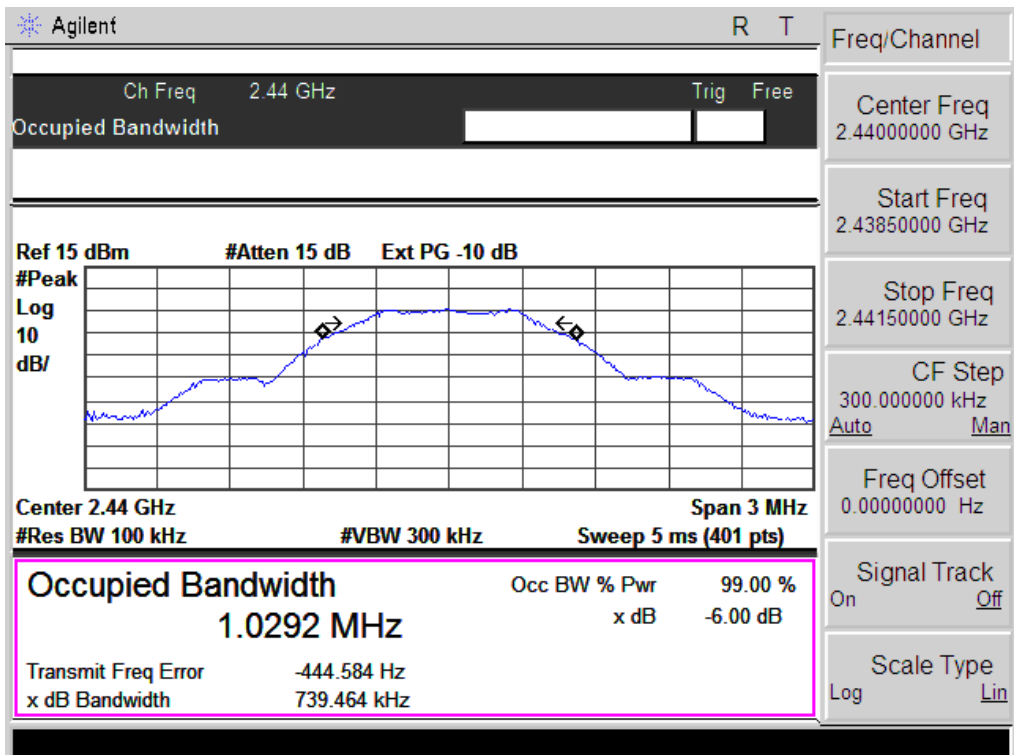 Agilent R T
Ch Freq 2.44 GHz Trig Free
Occupied Bandwidth
Ref 15 dBm #Atten 15 dB Ext PG -10 dB
#Peak
Log
10
dB/
Center 2.44 GHz Span 3 MHz
#Res BW 100 kHz #VBW 300 kHz Sweep 5 ms (401 pts)
Occupied Bandwidth Occ BW % Pwr 99.00 %
1.0292 MHz x dB -6.00 dB
Transmit Freq Error -444.584 Hz
x dB Bandwidth 739.464 kHz
Freq/Channel
Center Freq
2.44000000 GHz
Start Freq
2.43850000 GHz
Stop Freq
2.44150000 GHz
CF Step
300.000000 kHz
Auto Man
Freq Offset
0.00000000 Hz
Signal Track
On Off
Scale Type
Log Lin